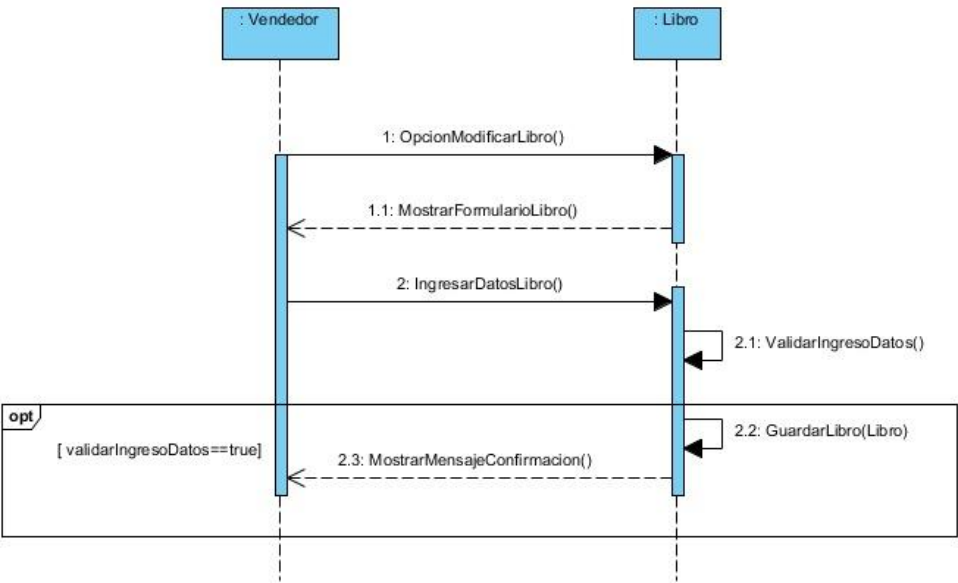 : Vendedor
: Libro
1: OpcionModificarLibro()
1.1: MostrarFormularioLibro()
2: IngresarDatosLibro()
2.1: ValidarIngresoDatos()
opt
2.2: GuardarLibro(Libro)
[ validarIngresoDatos==true]
2.3: MostrarMensajeConfirmacion()